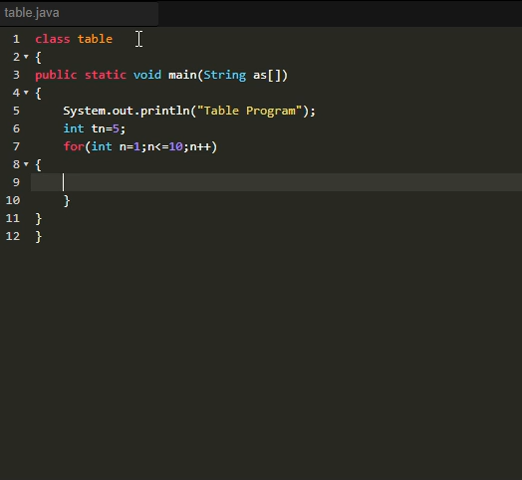 table.java
1 class table
2 {
3 public static void main(String as[])
4 {
5 System.out.println("Table Program");
6 int tn=5;
7 for(int n=1;n<=10;n++)
8 {
9
10 }
11 }
12 }